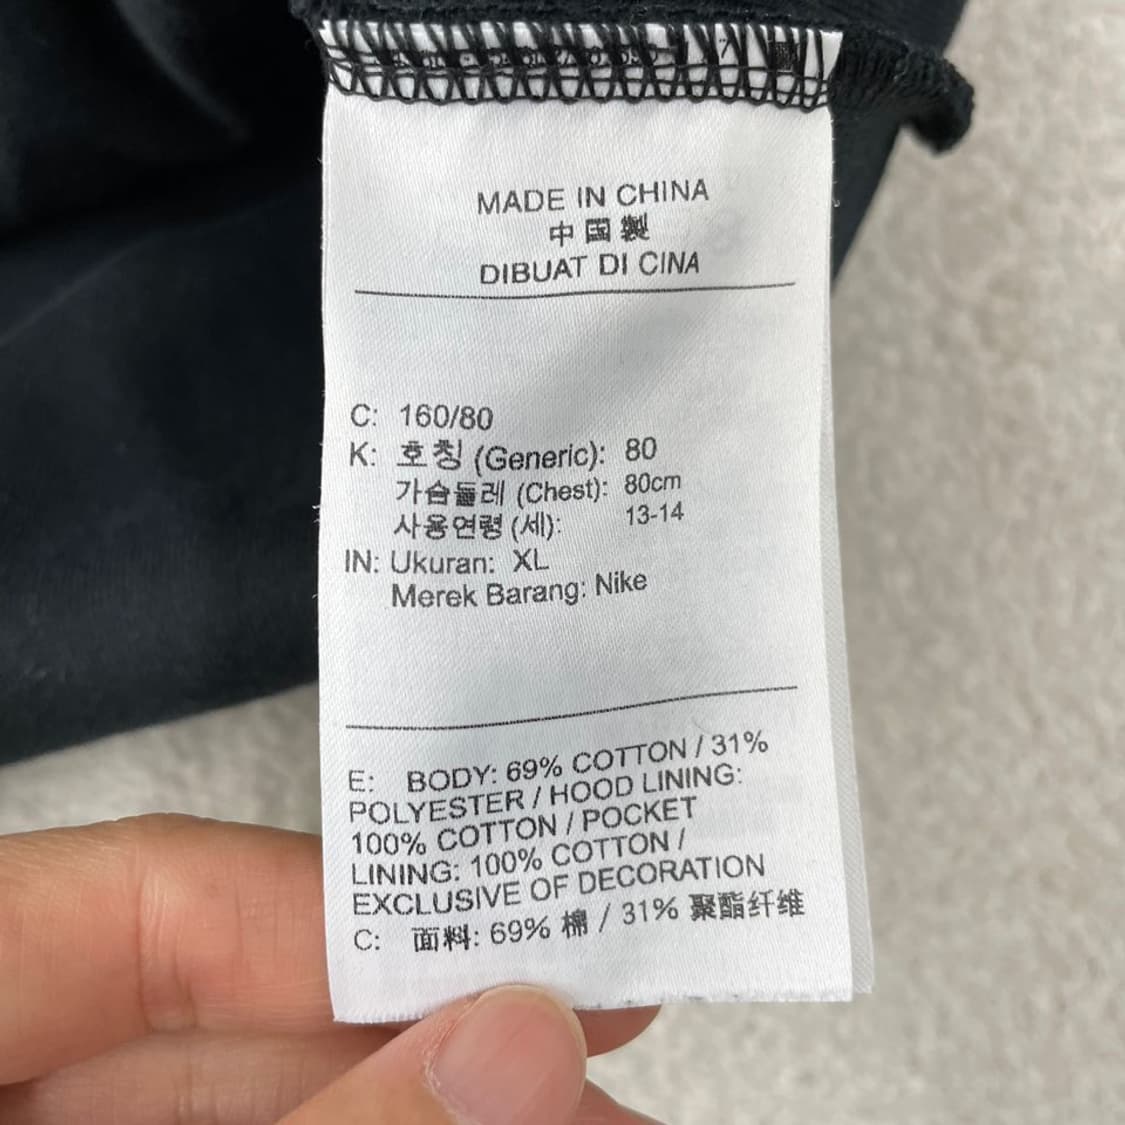 MADE IN CHINA
中国製
DIBUAT DI CINA
C: 160/80
K: 호칭 (Generic): 80
가슴둘레 (Chest): 80cm
사용연령 (세): 13-14
IN: Ukuran: XL
Merek Barang: Nike
E: BODY: 69% COTTON / 31%
POLYESTER / HOOD LINING:
100% COTTON / POCKET
LINING: 100% COTTON /
EXCLUSIVE OF DECORATION
C: 面料: 69% 棉 / 31% 聚酯纤维